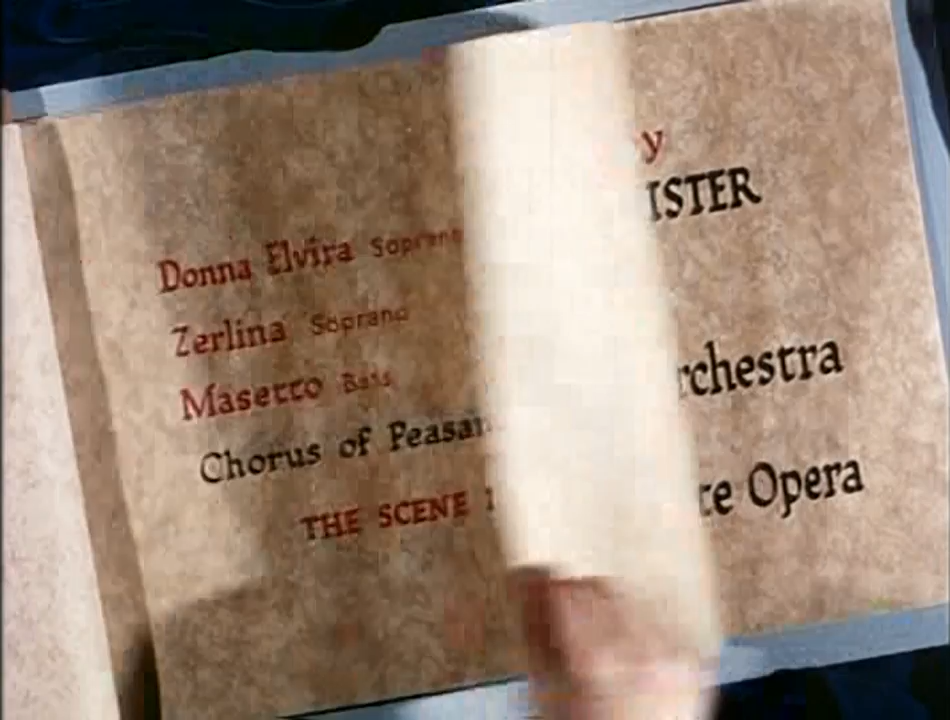 Donna Elvira Soprano
Zerlina Soprano
Masetto Bass
Chorus of Peasan
THE SCENE
y
ISTER
rchestra
te Opera